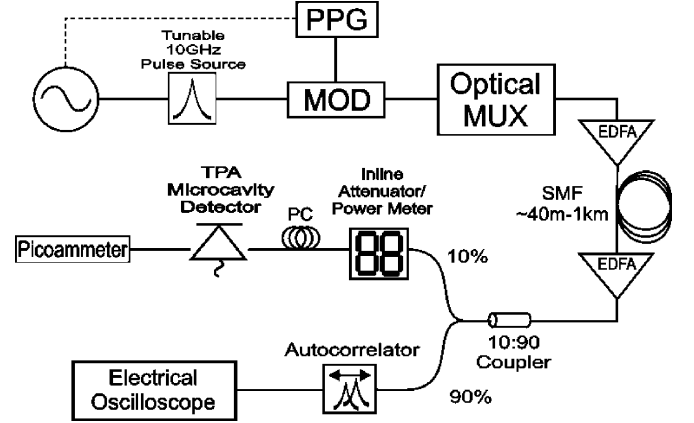 PPG
Tunable
10GHz
Pulse Source
MOD
Optical
MUX
EDFA
SMF
~40m-1km
EDFA
TPA
Microcavity
Detector
PC
Inline
Attenuator/
Power Meter
Picoammeter
88
10%
10:90
Coupler
Autocorrelator
90%
Electrical
Oscilloscope